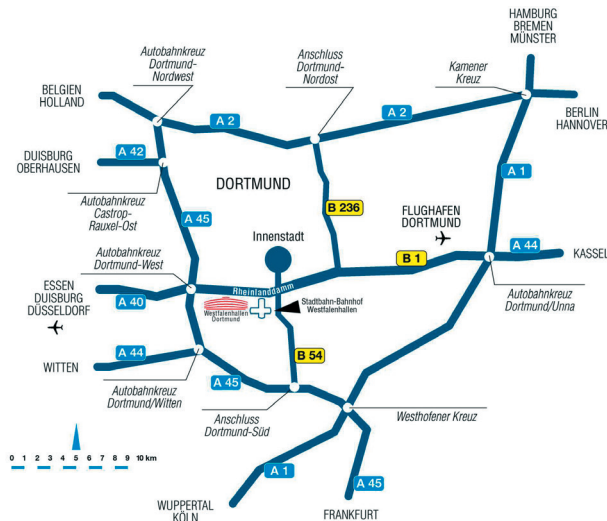 HAMBURG
BREMEN
MÜNSTER
Autobahnkreuz
Dortmund-
Nordwest
Anschluss
Dortmund-
Nordost
Kamener
Kreuz
BELGIEN
HOLLAND
A 2
A 2
BERLIN
HANNOVER
A 42
DUISBURG
OBERHAUSEN
A 1
DORTMUND
Autobahnkreuz
Castrop-
Rauxel-Ost
A 45
B 236
FLUGHAFEN
DORTMUND
Innenstadt
Autobahnkreuz
Dortmund-West
B 1
A 44
KASSEL
ESSEN
DUISBURG
DÜSSELDORF
A 40
Rheinlanddamm
Westfalenhallen
Dortmund
Stadtbahn-Bahnhof
Westfalenhallen
Autobahnkreuz
Dortmund/Unna
A 44
WITTEN
B 54
Autobahnkreuz
Dortmund/Witten
A 45
Anschluss
Dortmund-Süd
Westhofener Kreuz
0 1 2 3 4 5 6 7 8 9 10 km
A 1
A 45
WUPPERTAL
KÖLN
FRANKFURT